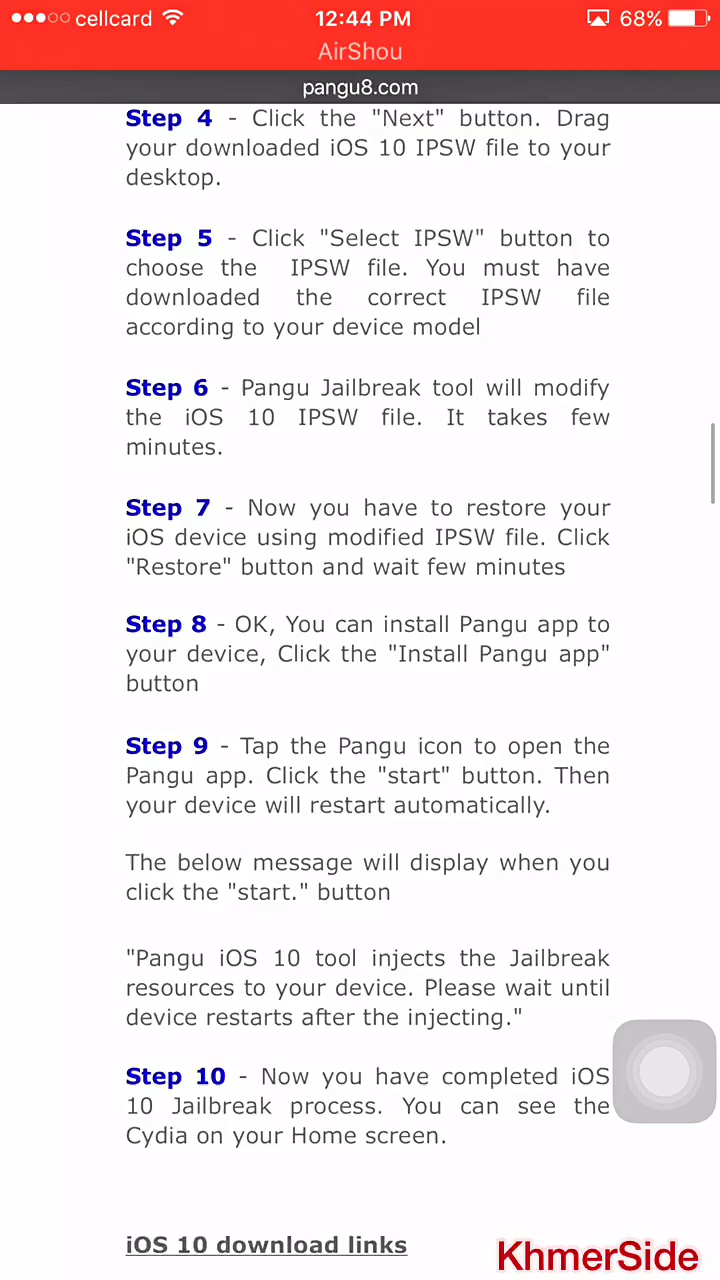 cellcard 12:44 PM 68%
AirShou
pangu8.com
Step 4 - Click the "Next" button. Drag
your downloaded iOS 10 IPSW file to your
desktop.
Step 5 - Click "Select IPSW" button to
choose the IPSW file. You must have
downloaded the correct IPSW file
according to your device model
Step 6 - Pangu Jailbreak tool will modify
the iOS 10 IPSW file. It takes few
minutes.
Step 7 - Now you have to restore your
iOS device using modified IPSW file. Click
"Restore" button and wait few minutes
Step 8 - OK, You can install Pangu app to
your device, Click the "Install Pangu app"
button
Step 9 - Tap the Pangu icon to open the
Pangu app. Click the "start" button. Then
your device will restart automatically.
The below message will display when you
click the "start." button
"Pangu iOS 10 tool injects the Jailbreak
resources to your device. Please wait until
device restarts after the injecting."
Step 10 - Now you have completed iOS
10 Jailbreak process. You can see the
Cydia on your Home screen.
iOS 10 download links
KhmerSide